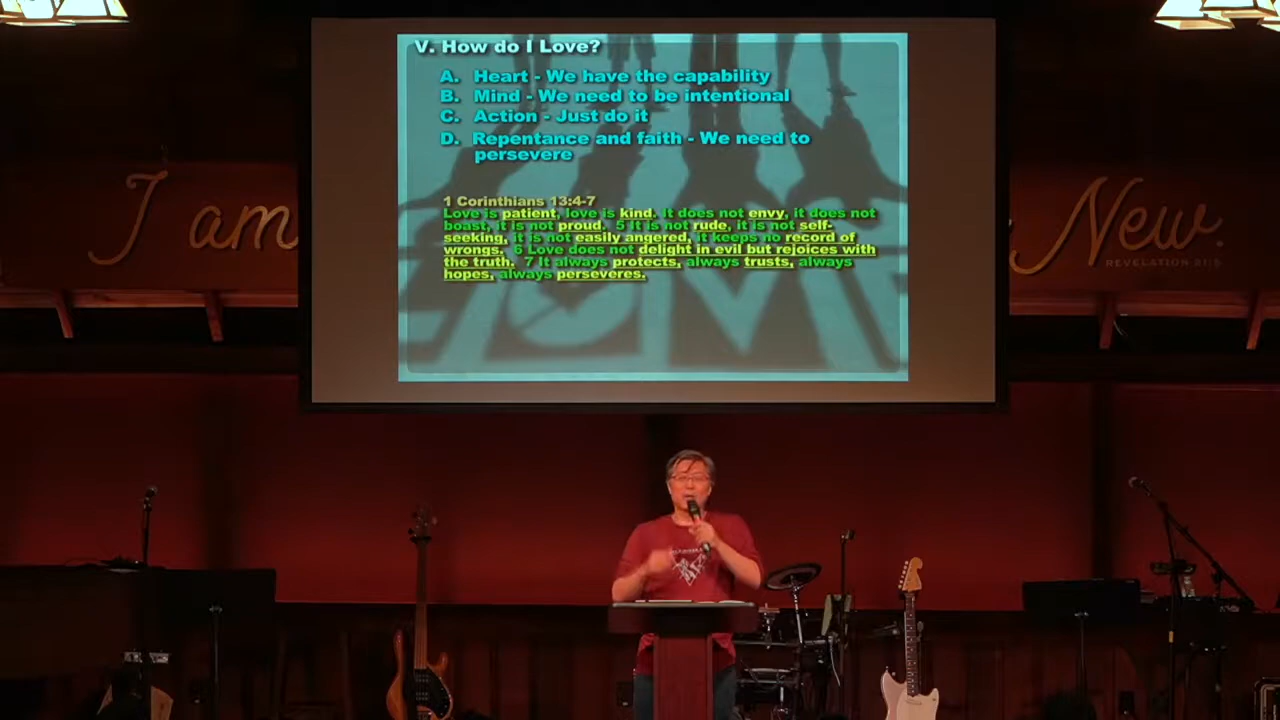 V. How do I Love?
A. Heart - We have the capability
B. Mind - We need to be intentional
C. Action - Just do it
D. Repentance and faith - We need to
persevere
1 Corinthians 13:4-7
Love is patient, love is kind. It does not envy, it does not
boast, it is not proud. 5 It is not rude, it is not self-
seeking, it is not easily angered, it keeps no record of
wrongs. 6 Love does not delight in evil but rejoices with
the truth. 7 It always protects, always trusts, always
hopes, always perseveres.
I am
New.
REVELATION 21:5